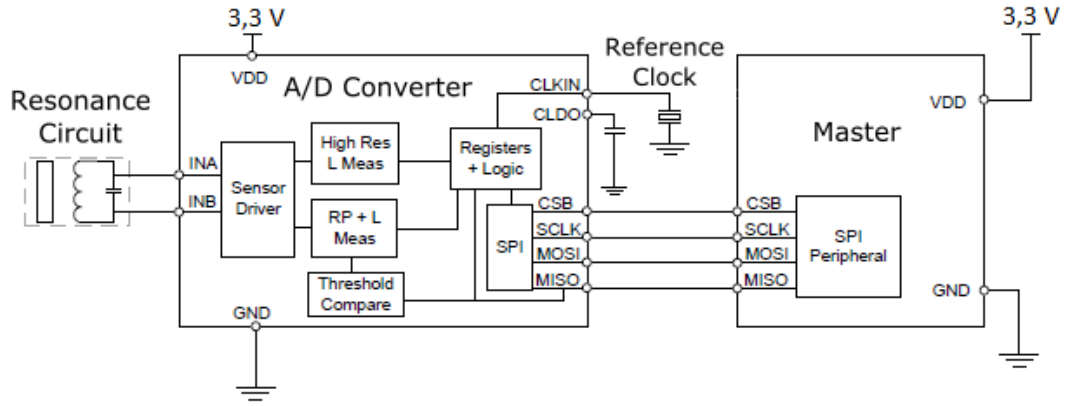 3,3 V
3,3 V
VDD
A/D Converter
Reference
Clock
CLKIN
CLDO
VDD
Master
Resonance
Circuit
INA
INB
Sensor
Driver
High Res
L Meas
Registers
+ Logic
RP + L
Meas
Threshold
Compare
SPI
CSB
SCLK
MOSI
MISO
CSB
SCLK
MOSI
MISO
SPI
Peripheral
GND
GND